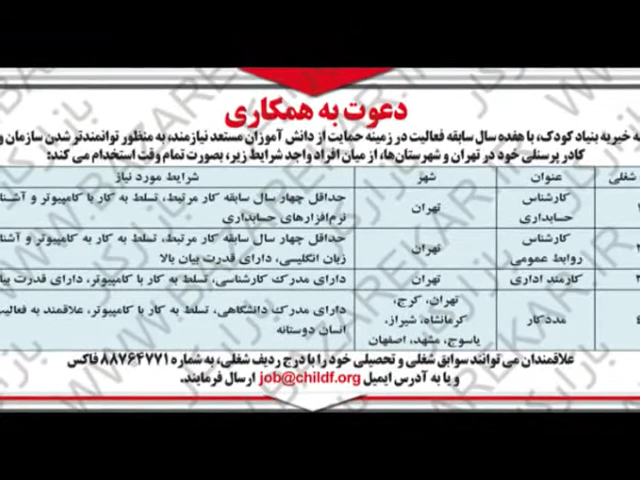 دعوت به همکاری
ه خیریه بنیاد کودک، با هفده سال سابقه فعالیت در زمینه حمایت از دانش آموزان مستعد نیازمند، به منظور توانمندتر شدن سازمان و
کادر پرسنلی خود در تهران و شهرستان‌ها، از میان افراد واجد شرایط زیر، بصورت تمام وقت استخدام می کند:
شغلی عنوان شهر شرایط مورد نیاز
کارشناس حسابداری تهران حداقل چهار سال سابقه کار مرتبط، تسلط به کار با کامپیوتر و
نرم‌افزارهای حسابداری
کارشناس روابط عمومی تهران حداقل چهار سال سابقه کار مرتبط، تسلط به کار به کامپیوتر و
زبان انگلیسی، دارای قدرت بیان بالا
کارمند اداری تهران دارای مدرک کارشناسی، تسلط به کار با کامپیوتر، دارای قدرت
مددکار تهران، کرج،
کرمانشاه، شیراز،
یاسوج، مشهد، اصفهان
دارای مدرک دانشگاهی، تسلط به کار با کامپیوتر، علاقمند به
انسان دوستانه
علاقمندان می توانند سوابق شغلی و تحصیلی خود را با درج ردیف شغلی، به شماره ۸۸۷۶۴۷۷۱ فاکس
و یا به آدرس ایمیل job@childf.org ارسال فرمایند.
WWW.BAZAREKAR.IR
بازارکار